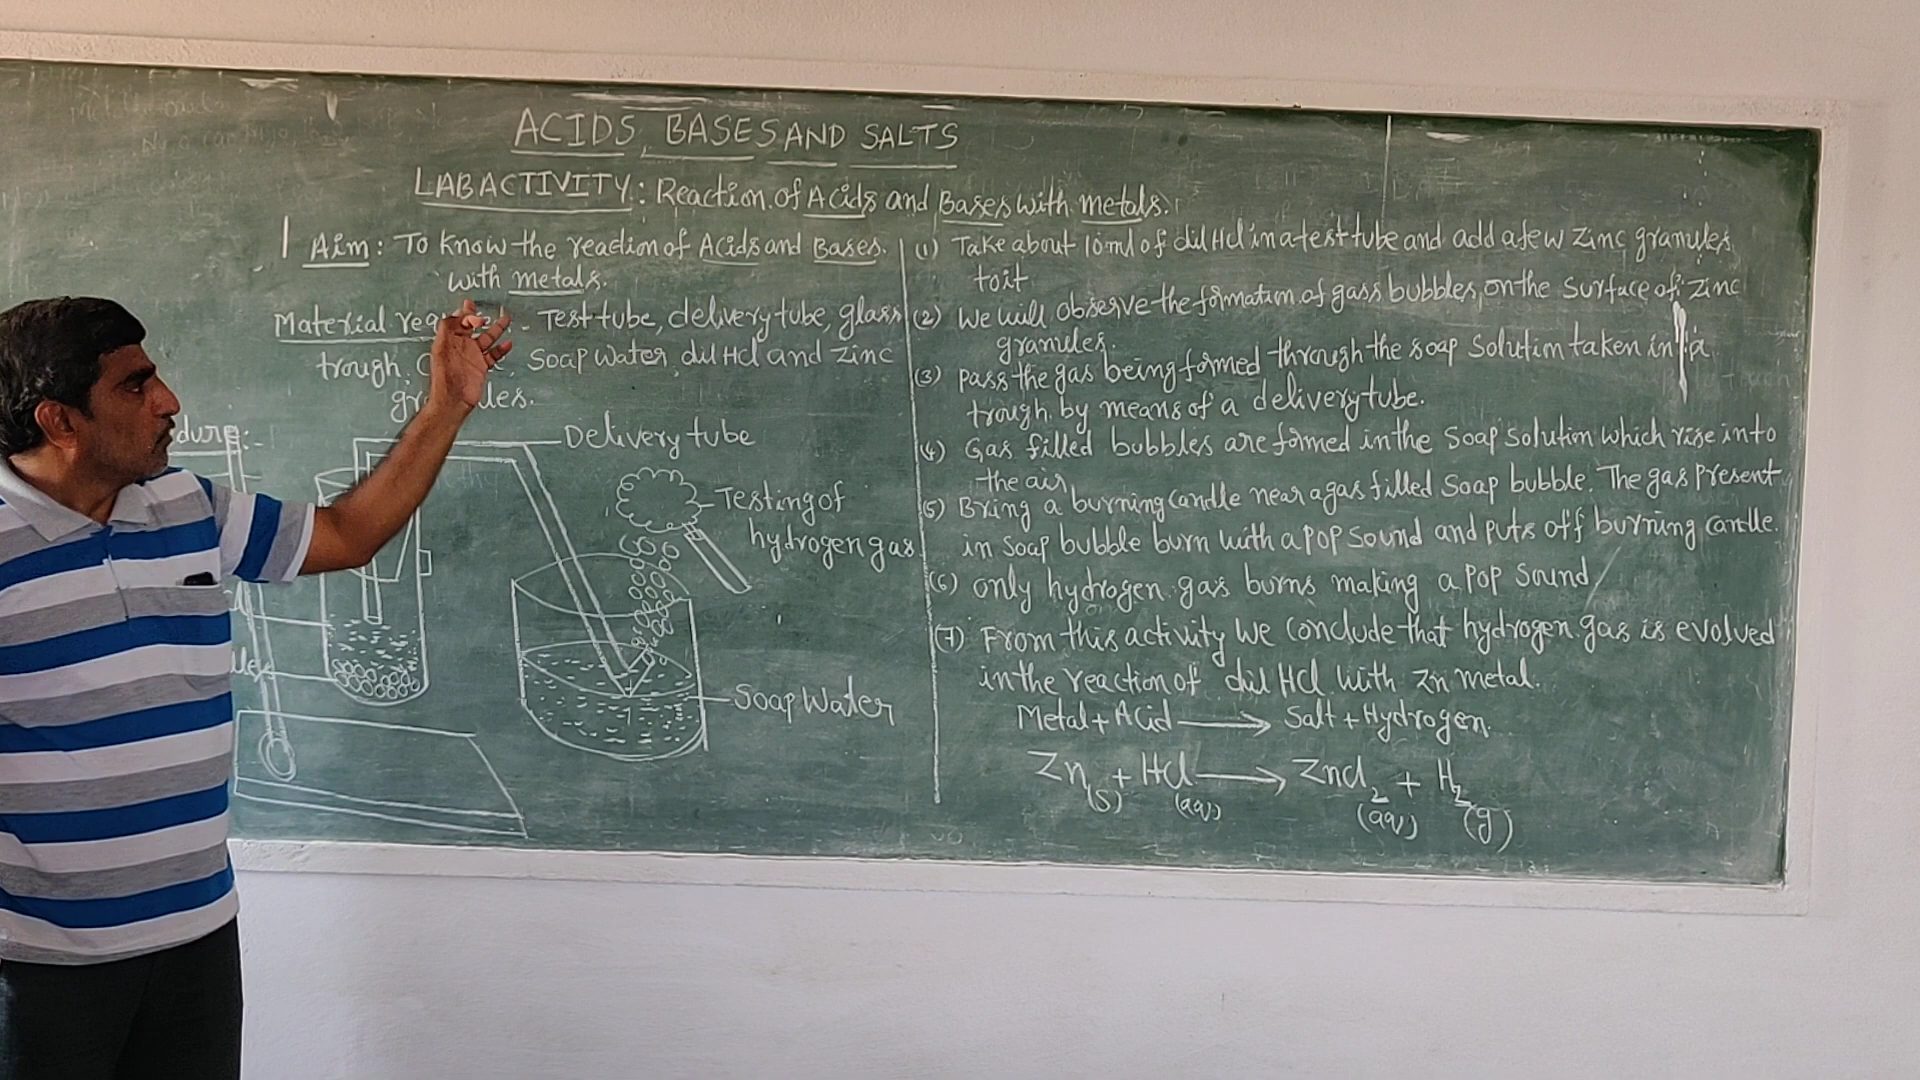 ACIDS, BASES AND SALTS
LAB ACTIVITY: Reaction of Acids and Bases with metals.
Aim: To know the reaction of Acids and Bases.
with metals.
Test tube, delivery tube, glass
trough, Soap water, dil Hcl and zinc
Delivery tube
Testing of
hydrogen gas
Soap water
(1) Take about 10ml of dil Hcl in a test tube and add a few zinc granules
to it
(2) We will observe the formation of gass bubbles on the surface of zinc
granules.
(3) pass the gas being formed through the soap solution taken in a
trough by means of a delivery tube.
(4) Gas filled bubbles are formed in the soap solution which rise into
the air
(5) Bring a burning candle near a gas filled soap bubble. The gas present
in soap bubble burn with a pop sound and puts off burning candle.
(6) only hydrogen gas burns making a pop sound
(7) From this activity we conclude that hydrogen gas is evolved
in the reaction of dil Hcl with Zn metal.
Metal + Acid → Salt + Hydrogen.
Zn(s) + Hcl(aq) → Zncl2(aq) + H2(g)